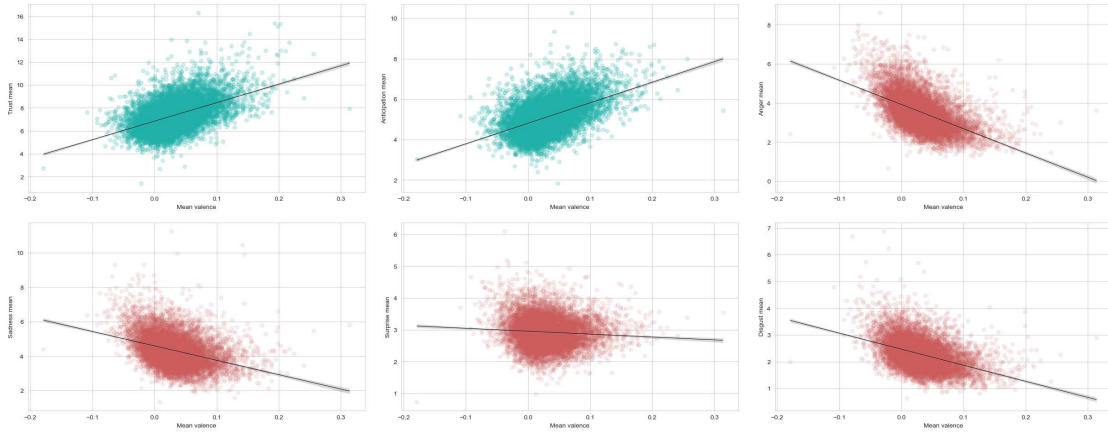 16
14
12
10
8
6
4
2
Trust mean
−0.2 −0.1 0.0 0.1 0.2 0.3
Mean valence
10
8
6
4
2
Anticipation mean
−0.2 −0.1 0.0 0.1 0.2 0.3
Mean valence
8
6
4
2
0
Anger mean
−0.2 −0.1 0.0 0.1 0.2 0.3
Mean valence
10
8
6
4
2
Sadness mean
−0.2 −0.1 0.0 0.1 0.2 0.3
Mean valence
6
5
4
3
2
1
Surprise mean
−0.2 −0.1 0.0 0.1 0.2 0.3
Mean valence
7
6
5
4
3
2
1
Disgust mean
−0.2 −0.1 0.0 0.1 0.2 0.3
Mean valence